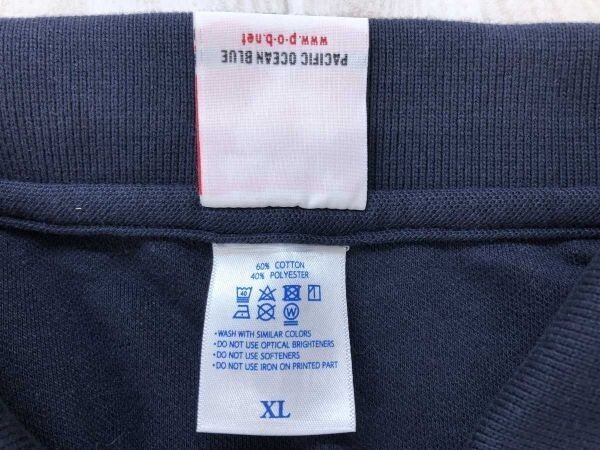 PACIFIC OCEAN BLUE
www.p-o-b.net
60% COTTON
40% POLYESTER
40
W
•WASH WITH SIMILAR COLORS
•DO NOT USE OPTICAL BRIGHTENERS
•DO NOT USE SOFTENERS
•DO NOT USE IRON ON PRINTED PART
XL